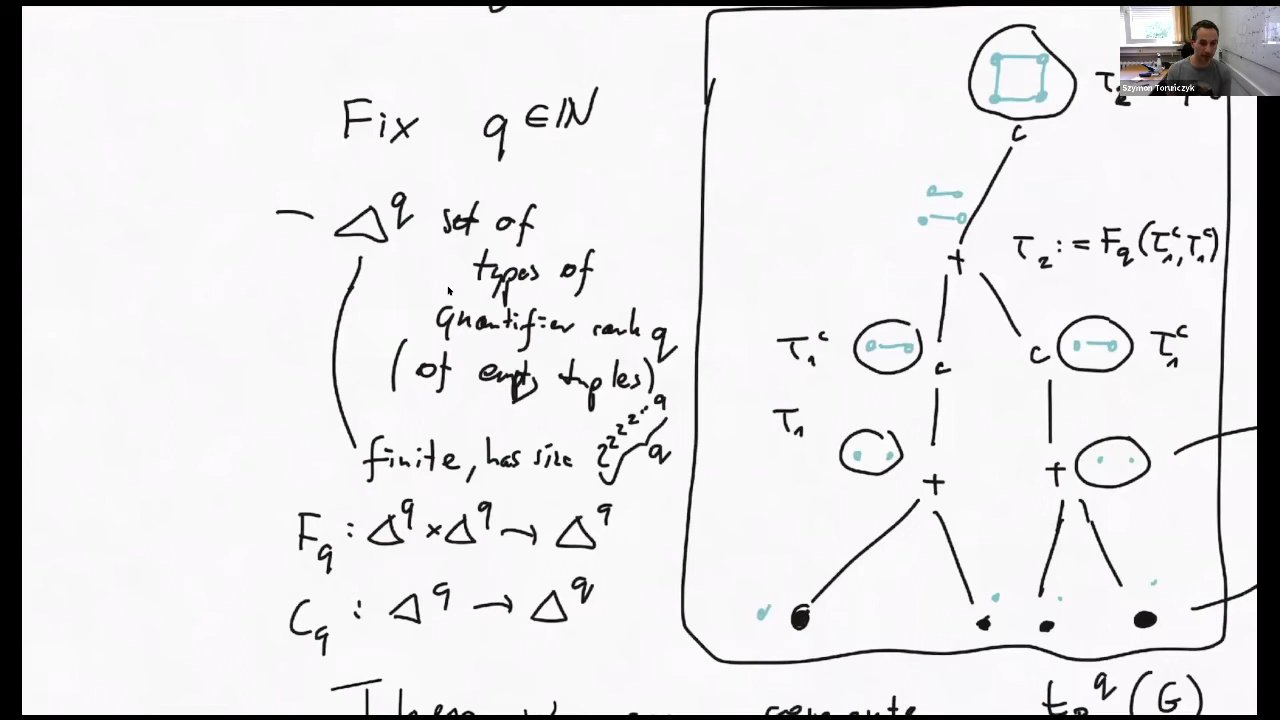 Fix q ∈ ℕ
— Δ^q set of
types of
quantifier rank q
(of empty tuples)
finite, has size 2^2^2^2^...^q
q
F_q : Δ^q × Δ^q → Δ^q
C_q : Δ^q → Δ^q
Szymon Toruńczyk
τ_2
c
+
τ_2 := F_q(τ_1^c, τ_1^c)
τ_1^c c c τ_1^c
τ_1
+ +
tp^q(G)